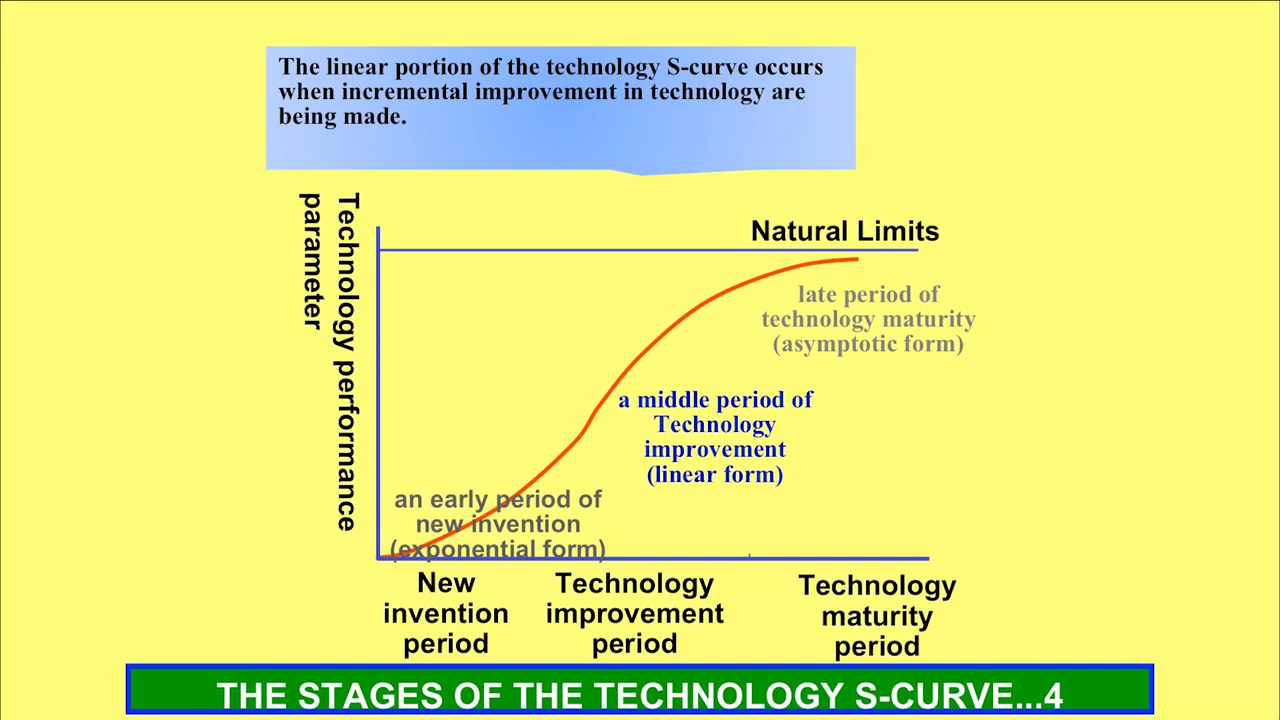 The linear portion of the technology S-curve occurs
when incremental improvement in technology are
being made.
Technology performance
parameter
Natural Limits
late period of
technology maturity
(asymptotic form)
a middle period of
Technology
improvement
(linear form)
an early period of
new invention
(exponential form)
New
invention
period
Technology
improvement
period
Technology
maturity
period
THE STAGES OF THE TECHNOLOGY S-CURVE...4